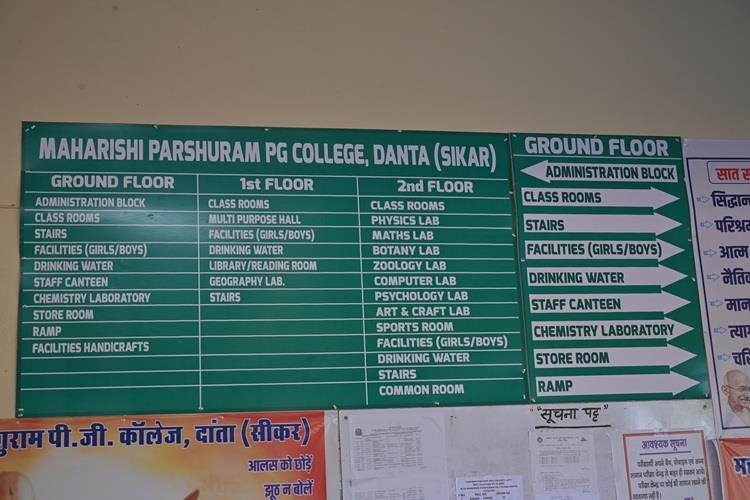 MAHARISHI PARSHURAM PG COLLEGE, DANTA (SIKAR)
GROUND FLOOR
ADMINISTRATION BLOCK
CLASS ROOMS
STAIRS
FACILITIES (GIRLS/BOYS)
DRINKING WATER
STAFF CANTEEN
CHEMISTRY LABORATORY
STORE ROOM
RAMP
FACILITIES HANDICRAFTS
1st FLOOR
CLASS ROOMS
MULTI PURPOSE HALL
FACILITIES (GIRLS/BOYS)
DRINKING WATER
LIBRARY/READING ROOM
GEOGRAPHY LAB.
STAIRS
2nd FLOOR
CLASS ROOMS
PHYSICS LAB
MATHS LAB
BOTANY LAB
ZOOLOGY LAB
COMPUTER LAB
PSYCHOLOGY LAB
ART & CRAFT LAB
SPORTS ROOM
FACILITIES (GIRLS/BOYS)
DRINKING WATER
STAIRS
COMMON ROOM
GROUND FLOOR
ADMINISTRATION BLOCK
CLASS ROOMS
STAIRS
FACILITIES (GIRLS/BOYS)
DRINKING WATER
STAFF CANTEEN
CHEMISTRY LABORATORY
STORE ROOM
RAMP
सात
परिश्र
आत्म
नैति
त्या
"सूचना पट्ट"
पी.जी. कॉलेज, दांता (सीकर)
आलस को छोड़ें
झूठ न बोलें
आवश्यक सूचना